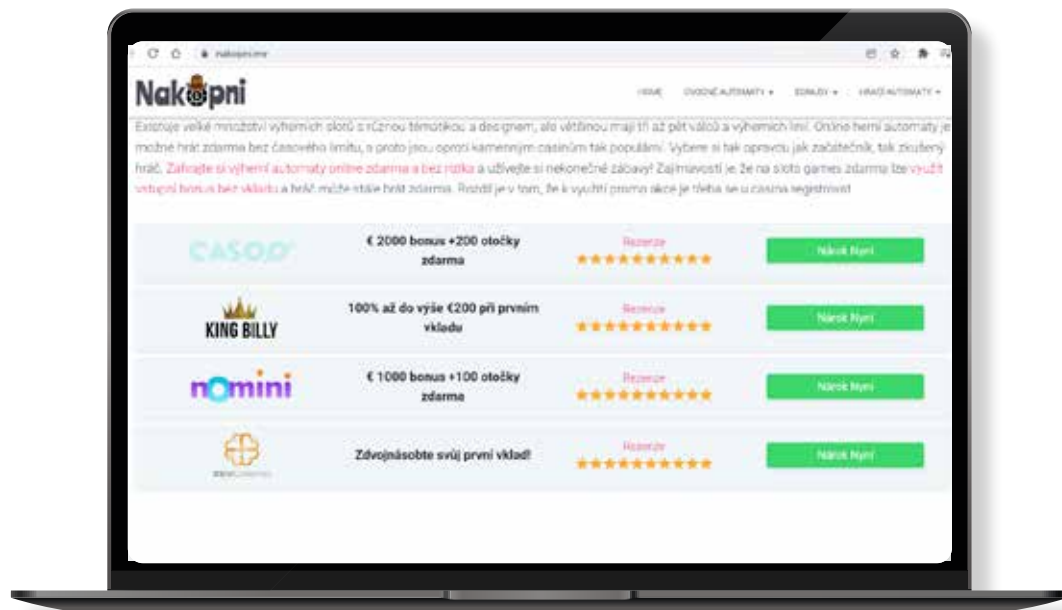 nakopni.me
Nakopni
HOME OVOCNÉ AUTOMATY BONUSY HRACÍ AUTOMATY
Existuje velké množství výherních slotů s různou tématikou a designem, ale většinou mají tři až pět válců a výherních linií. Online herní automaty je
možné hrát zdarma bez časového limitu, a proto jsou oproti kamenným casinům tak populární. Vybere si tak opravdu jak začátečník, tak zkušený
hráč. Zahrajte si výherní automaty online zdarma a bez rizika a užívejte si nekonečné zábavy! Zajímavostí je, že na sloto games zdarma lze využít
vstupní bonus bez vkladu a hráč může stále hrát zdarma. Rozdíl je v tom, že k využití promo akce je třeba se u casina registrovat.
CASOO
€ 2000 bonus +200 otočky
zdarma
Recenze
Nárok Nyní
KING BILLY
100% až do výše €200 při prvním
vkladu
Recenze
Nárok Nyní
nomini
€ 1000 bonus +100 otočky
zdarma
Recenze
Nárok Nyní
Zdvojnásobte svůj první vklad!
Recenze
Nárok Nyní